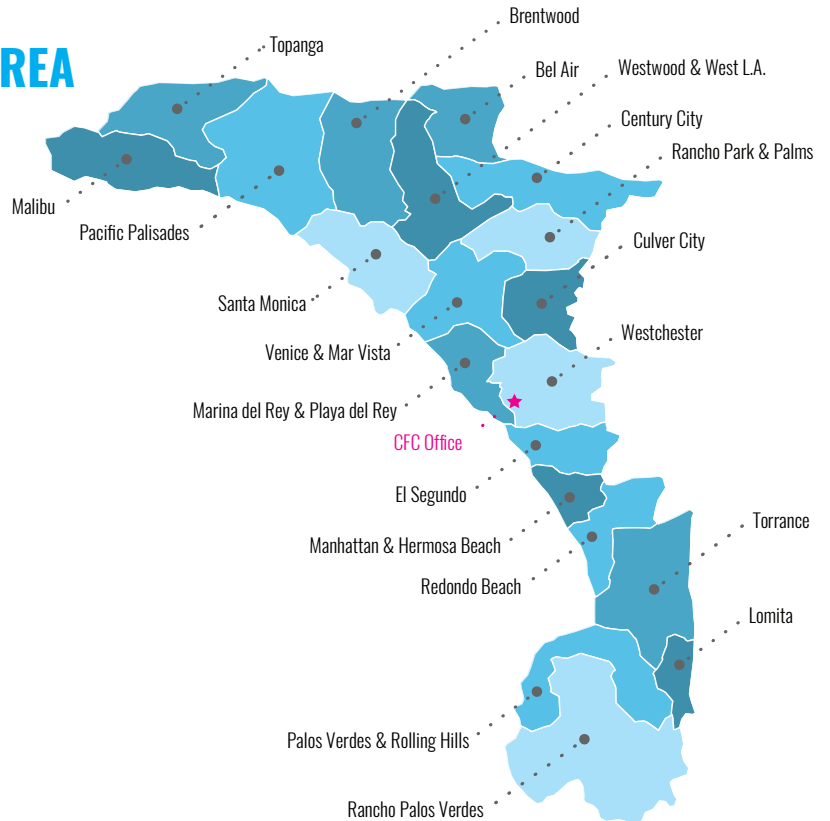 REA
Brentwood
Topanga
Bel Air
Westwood & West L.A.
Century City
Rancho Park & Palms
Malibu
Pacific Palisades
Culver City
Santa Monica
Westchester
Venice & Mar Vista
Marina del Rey & Playa del Rey
CFC Office
El Segundo
Torrance
Manhattan & Hermosa Beach
Redondo Beach
Lomita
Palos Verdes & Rolling Hills
Rancho Palos Verdes